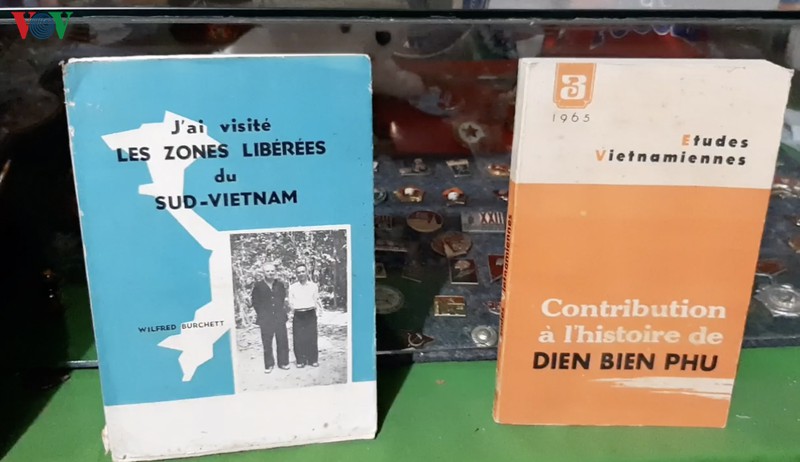 VOV
J'ai visité
LES ZONES LIBÉRÉES
du
SUD-VIETNAM
WILFRED BURCHETT
3
1965
Etudes
Vietnamiennes
Contribution
à l'histoire de
DIEN BIEN PHU
XXII